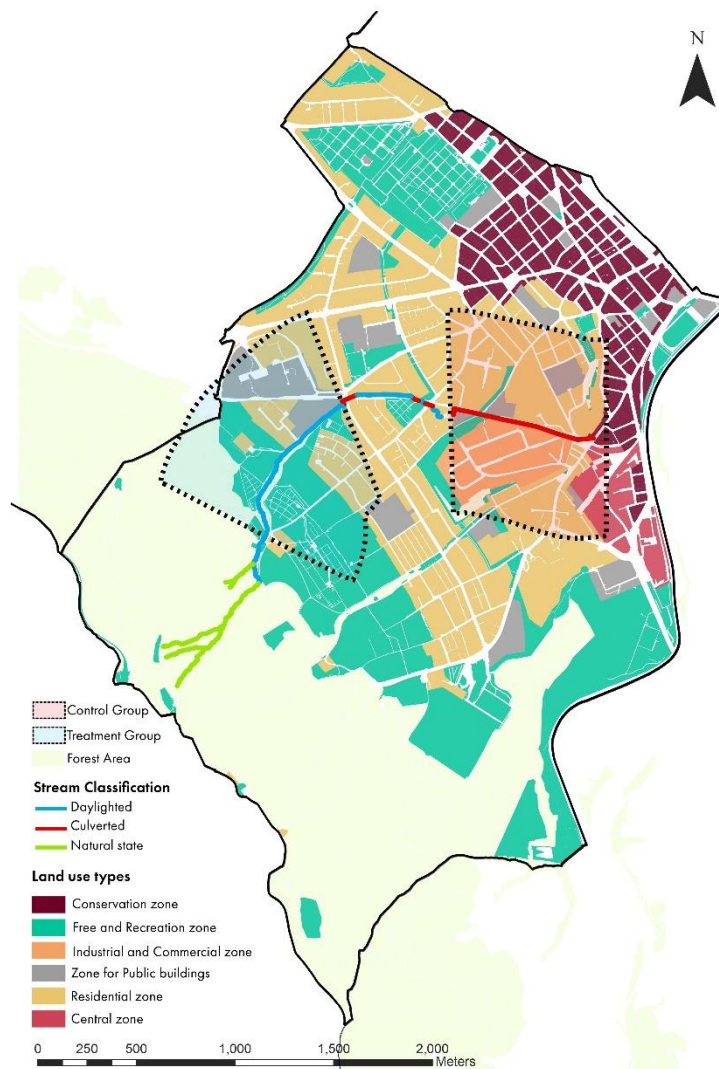 N
Control Group
Treatment Group
Forest Area
Stream Classification
Daylighted
Culverted
Natural state
Land use types
Conservation zone
Free and Recreation zone
Industrial and Commercial zone
Zone for Public buildings
Residential zone
Central zone
0 250 500 1,000 1,500 2,000
Meters